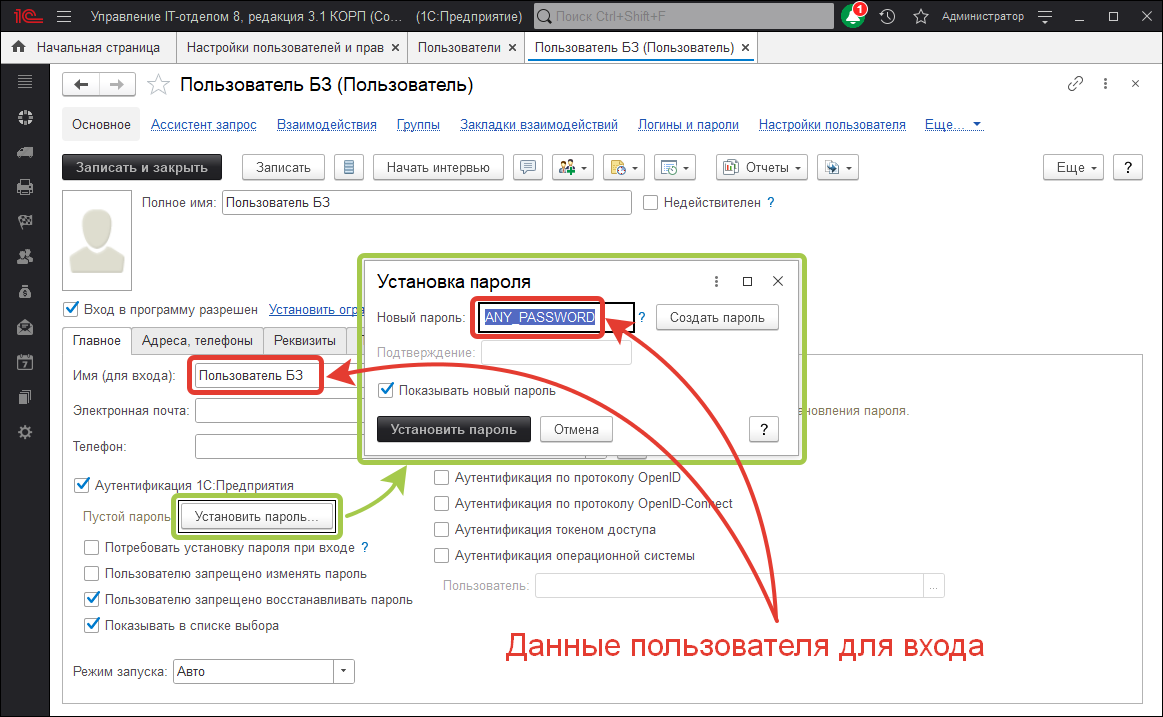 1С Управление IT-отделом 8, редакция 3.1 КОРП (Со... (1С:Предприятие) Поиск Ctrl+Shift+F 1 Администратор
Начальная страница Настройки пользователей и прав × Пользователи × Пользователь БЗ (Пользователь) ×
Пользователь БЗ (Пользователь)
Основное Ассистент запрос Взаимодействия Группы Закладки взаимодействий Логины и пароли Настройки пользователя Еще...
Записать и закрыть Записать Начать интервью Отчеты Еще ?
Полное имя: Пользователь БЗ Недействителен ?
Вход в программу разрешен Установить огра
Главное Адреса, телефоны Реквизиты
Имя (для входа): Пользователь БЗ
Электронная почта: новления пароля.
Телефон:
Установка пароля
Новый пароль: ANY_PASSWORD ? Создать пароль
Подтверждение:
Показывать новый пароль
Установить пароль Отмена ?
Аутентификация 1С:Предприятия
Пустой пароль Установить пароль...
Потребовать установку пароля при входе ?
Пользователю запрещено изменять пароль
Пользователю запрещено восстанавливать пароль
Показывать в списке выбора
Аутентификация по протоколу OpenID
Аутентификация по протоколу OpenID-Connect
Аутентификация токеном доступа
Аутентификация операционной системы
Пользователь: ...
Данные пользователя для входа
Режим запуска: Авто
7